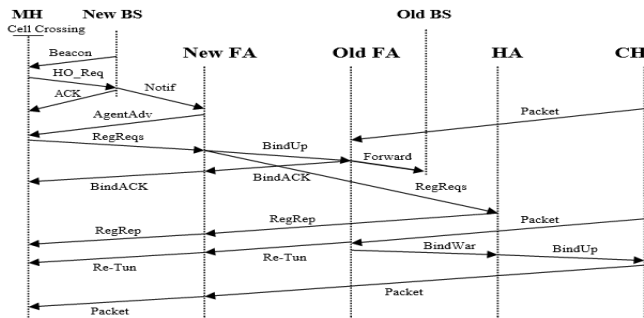 MH New BS Old BS
Cell Crossing
New FA Old FA HA CH
Beacon
HO_Req
ACK Notif
Packet
AgentAdv
RegReqs
BindUp
Forward
BindACK BindACK
RegReqs
Packet
RegRep RegRep
BindWar BindUp
Re-Tun Re-Tun
Packet
Packet